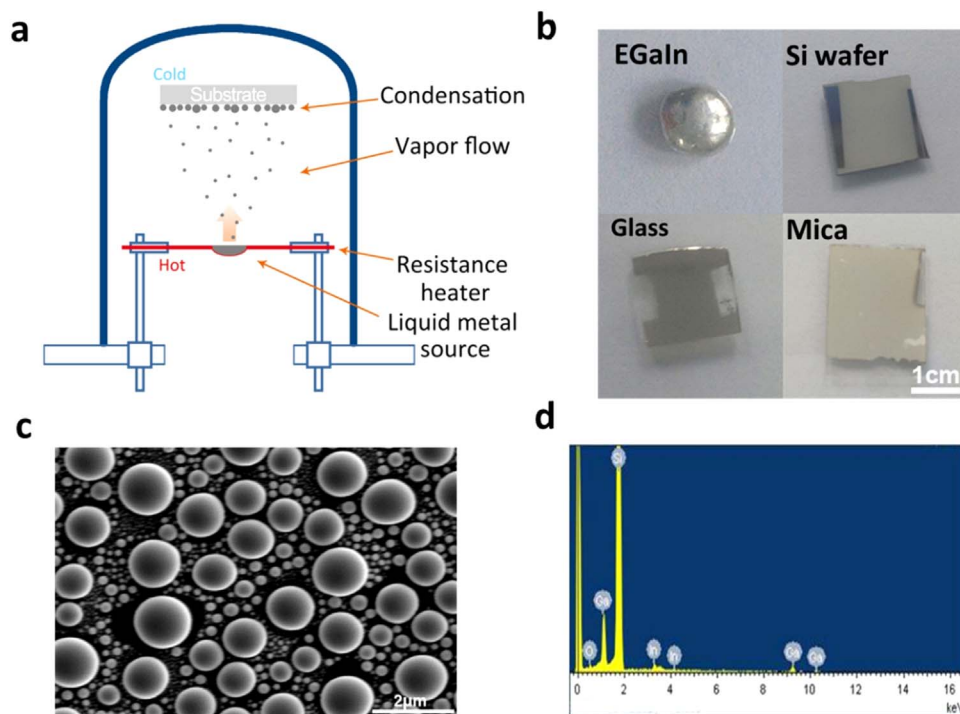 a
Cold
Substrate
Condensation
Vapor flow
Hot
Resistance
heater
Liquid metal
source
b
EGaIn
Si wafer
Glass
Mica
1cm
c
2μm
d
Si
Ga
O
In
In
Ga
Ga
0 2 4 6 8 10 12 14 16
keV